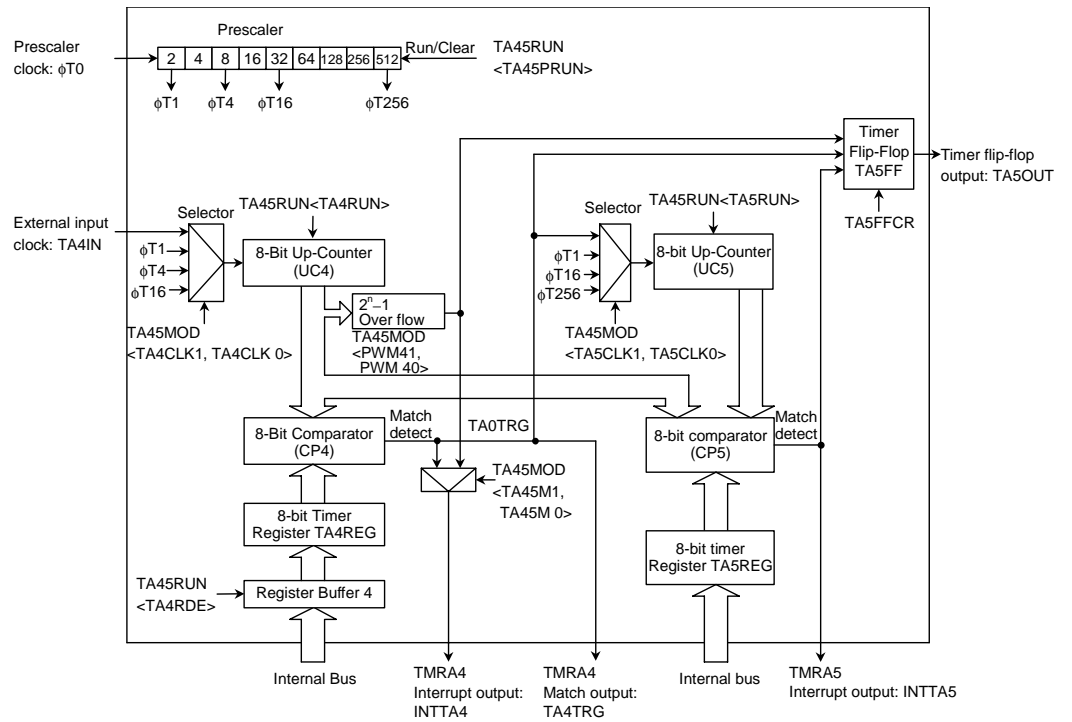 Prescaler
Prescaler
clock: ϕT0
2 4 8 16 32 64 128 256 512
Run/Clear
TA45RUN
<TA45PRUN>
ϕT1 ϕT4 ϕT16 ϕT256
Timer
Flip-Flop
TA5FF
Timer flip-flop
output: TA5OUT
TA5FFCR
External input
clock: TA4IN
Selector
TA45RUN<TA4RUN>
ϕT1
ϕT4
ϕT16
8-Bit Up-Counter
(UC4)
TA45MOD
<TA4CLK1, TA4CLK 0>
2ⁿ–1
Over flow
TA45MOD
<PWM41,
PWM 40>
Selector
TA45RUN<TA5RUN>
ϕT1
ϕT16
ϕT256
8-bit Up-Counter
(UC5)
TA45MOD
<TA5CLK1, TA5CLK0>
8-Bit Comparator
(CP4)
Match
detect
TA0TRG
8-bit comparator
(CP5)
Match
detect
TA45MOD
<TA45M1,
TA45M 0>
8-bit Timer
Register TA4REG
8-bit timer
Register TA5REG
TA45RUN
<TA4RDE>
Register Buffer 4
Internal Bus
TMRA4
Interrupt output:
INTTA4
TMRA4
Match output:
TA4TRG
Internal bus
TMRA5
Interrupt output: INTTA5